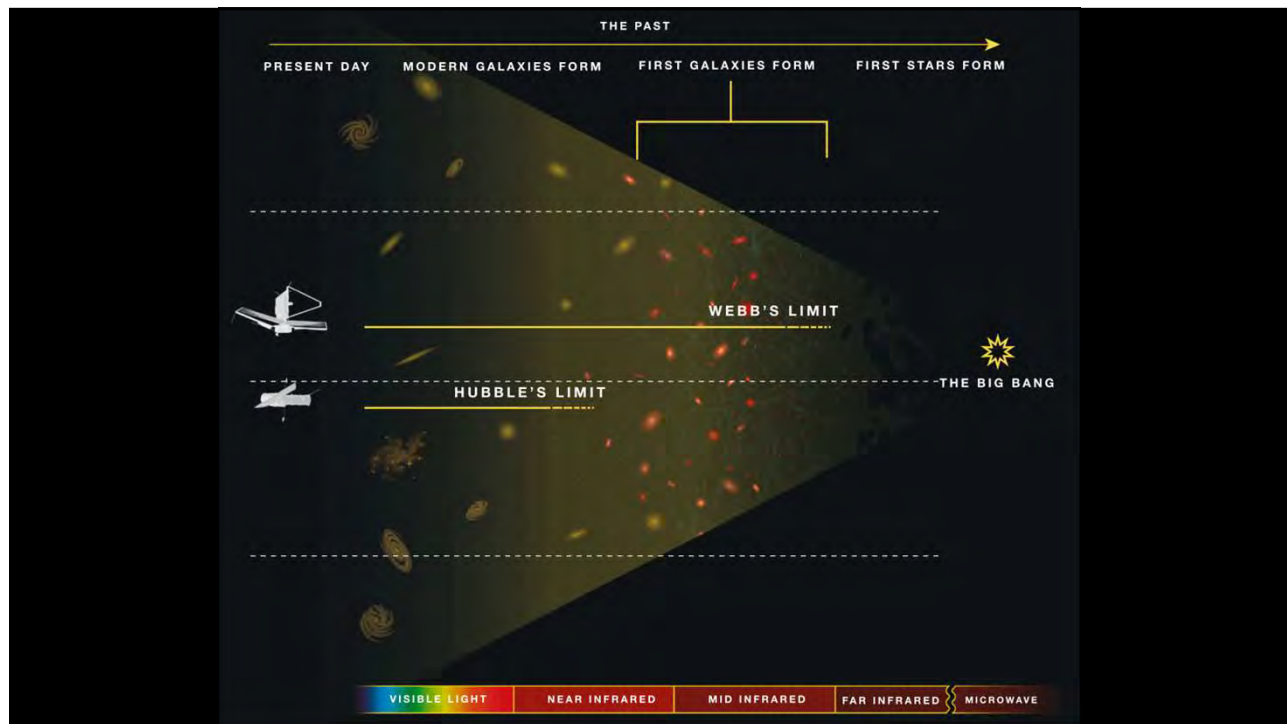 THE PAST
PRESENT DAY
MODERN GALAXIES FORM
FIRST GALAXIES FORM
FIRST STARS FORM
WEBB'S LIMIT
THE BIG BANG
HUBBLE'S LIMIT
VISIBLE LIGHT
NEAR INFRARED
MID INFRARED
FAR INFRARED
MICROWAVE